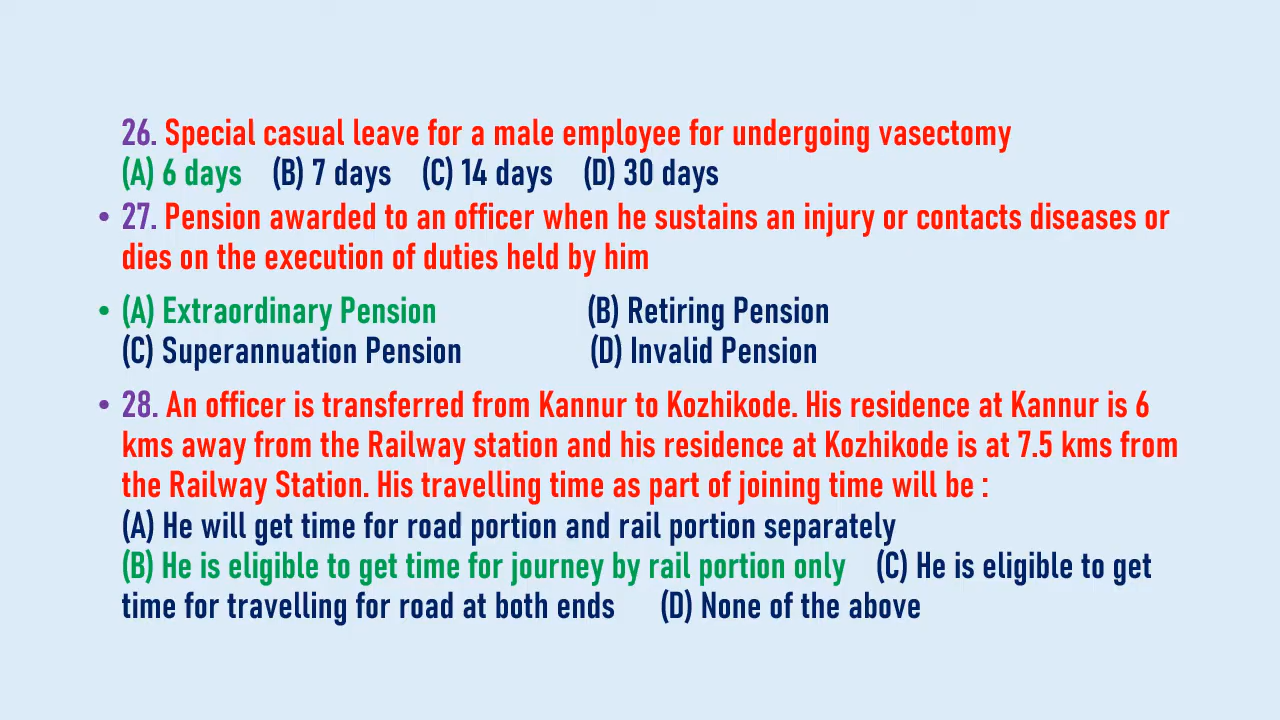 26. Special casual leave for a male employee for undergoing vasectomy
(A) 6 days (B) 7 days (C) 14 days (D) 30 days
• 27. Pension awarded to an officer when he sustains an injury or contacts diseases or
dies on the execution of duties held by him
• (A) Extraordinary Pension (B) Retiring Pension
(C) Superannuation Pension (D) Invalid Pension
• 28. An officer is transferred from Kannur to Kozhikode. His residence at Kannur is 6
kms away from the Railway station and his residence at Kozhikode is at 7.5 kms from
the Railway Station. His travelling time as part of joining time will be :
(A) He will get time for road portion and rail portion separately
(B) He is eligible to get time for journey by rail portion only (C) He is eligible to get
time for travelling for road at both ends (D) None of the above